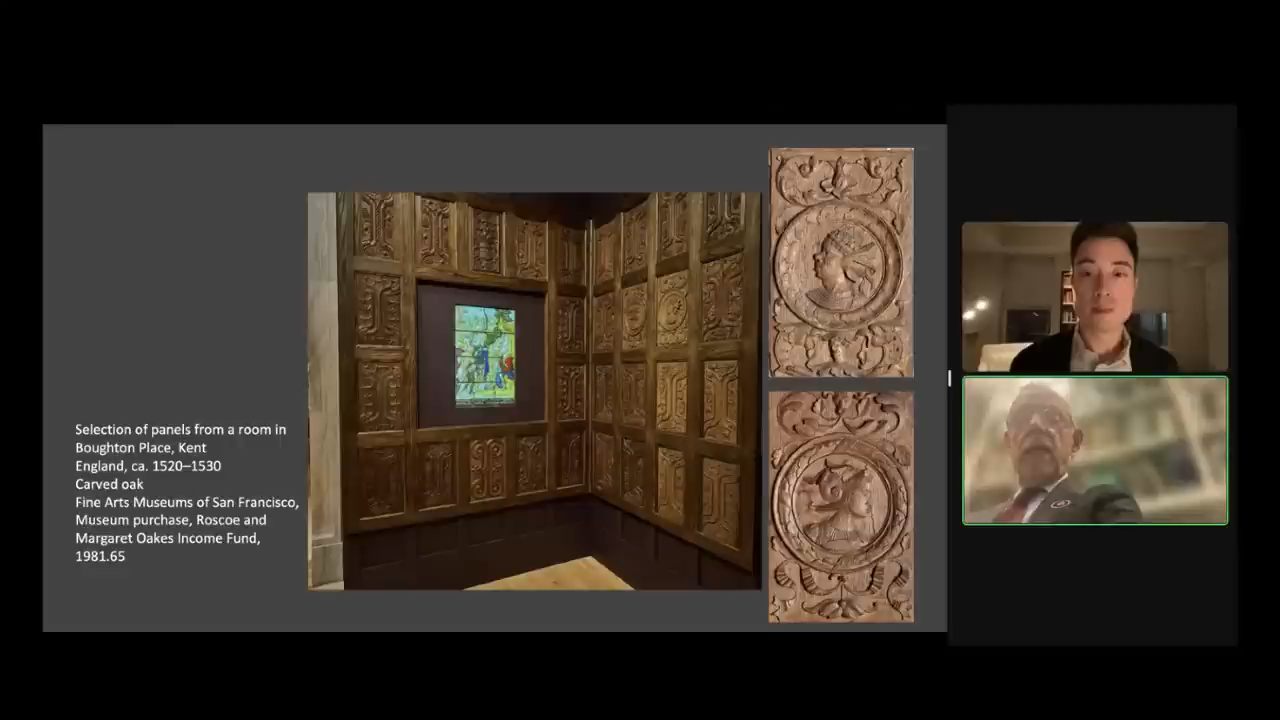 Selection of panels from a room in
Boughton Place, Kent
England, ca. 1520–1530
Carved oak
Fine Arts Museums of San Francisco,
Museum purchase, Roscoe and
Margaret Oakes Income Fund,
1981.65